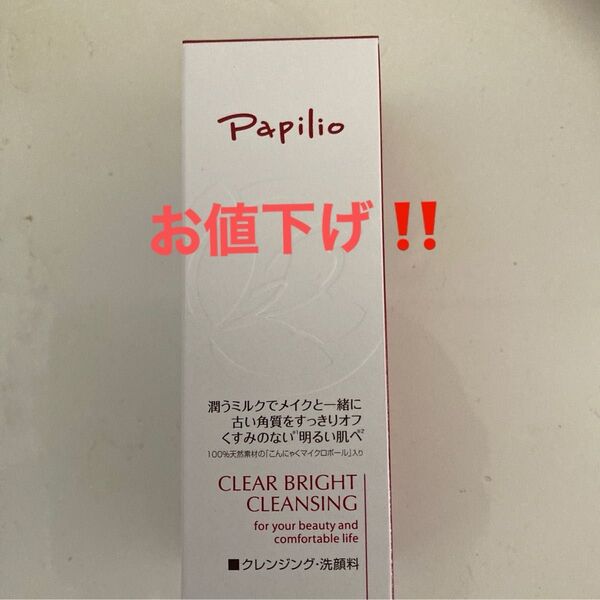 Papilio
お値下げ‼️
潤うミルクでメイクと一緒に
古い角質をすっきりオフ
くすみのない※1明るい肌へ※2
100%天然素材の「こんにゃくマイクロボール」入り
CLEAR BRIGHT
CLEANSING
for your beauty and
comfortable life
■クレンジング・洗顔料